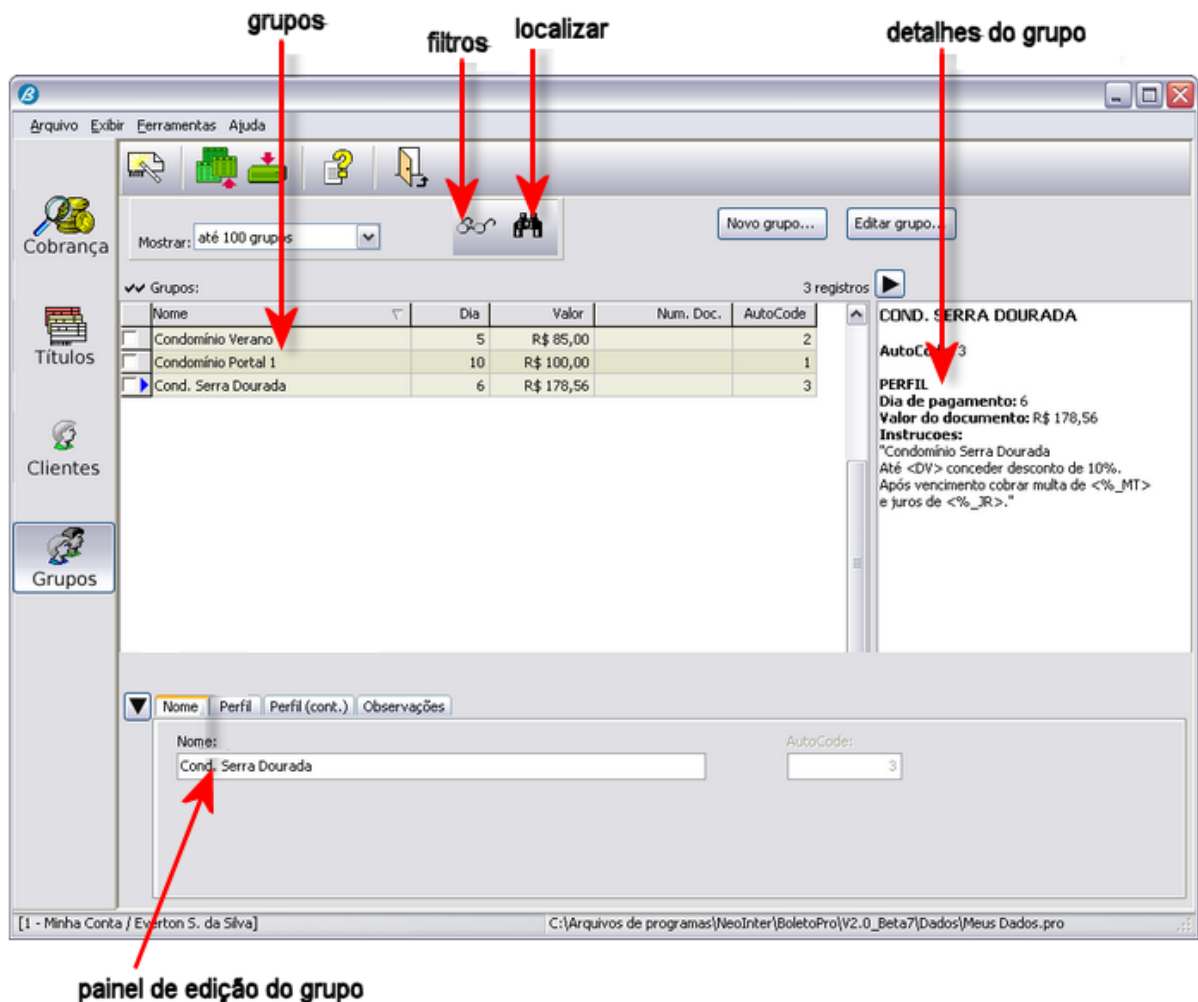 grupos
filtros
localizar
detalhes do grupo
Arquivo Exibir Ferramentas Ajuda
Cobrança
Mostrar: até 100 grupos
Novo grupo...
Editar grupo...
Grupos:
3 registros
Nome Dia Valor Num. Doc. AutoCode
Condomínio Verano 5 R$ 85,00 2
Condomínio Portal 1 10 R$ 100,00 1
Cond. Serra Dourada 6 R$ 178,56 3
Títulos
Clientes
Grupos
COND. SERRA DOURADA
AutoCode: 3
PERFIL
Dia de pagamento: 6
Valor do documento: R$ 178,56
Instrucoes:
"Condomínio Serra Dourada
Até <DV> conceder desconto de 10%.
Após vencimento cobrar multa de <%_MT>
e juros de <%_JR>."
Nome Perfil Perfil (cont.) Observações
Nome:
AutoCode:
Cond. Serra Dourada
3
[1 - Minha Conta / Everton S. da Silva]
C:\Arquivos de programas\NeoInter\BoletoPro\V2.0_Beta7\Dados\Meus Dados.pro
painel de edição do grupo